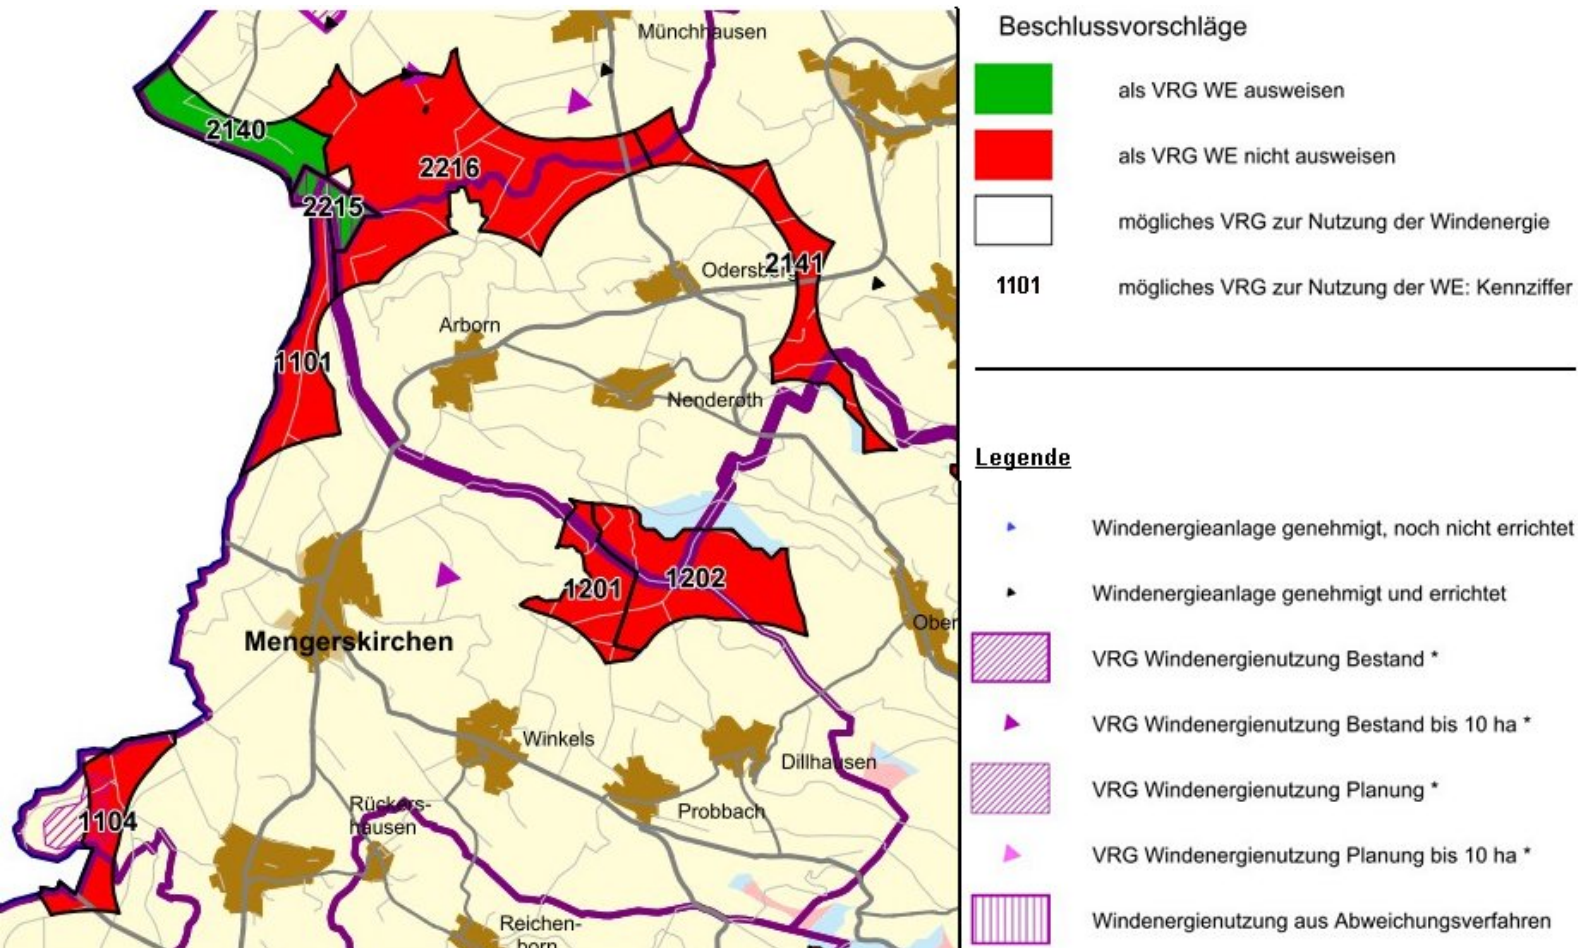 Münchhausen
2140
2216
2215
Odersberg
2141
Arborn
1101
Nenderoth
1201
1202
Ober
Mengerskirchen
Winkels
Dillhausen
Probbach
Rückers-
hausen
1104
Reichen-
born
Beschlussvorschläge
als VRG WE ausweisen
als VRG WE nicht ausweisen
mögliches VRG zur Nutzung der Windenergie
1101 mögliches VRG zur Nutzung der WE: Kennziffer
Legende
Windenergieanlage genehmigt, noch nicht errichtet
Windenergieanlage genehmigt und errichtet
VRG Windenergienutzung Bestand *
VRG Windenergienutzung Bestand bis 10 ha *
VRG Windenergienutzung Planung *
VRG Windenergienutzung Planung bis 10 ha *
Windenergienutzung aus Abweichungsverfahren